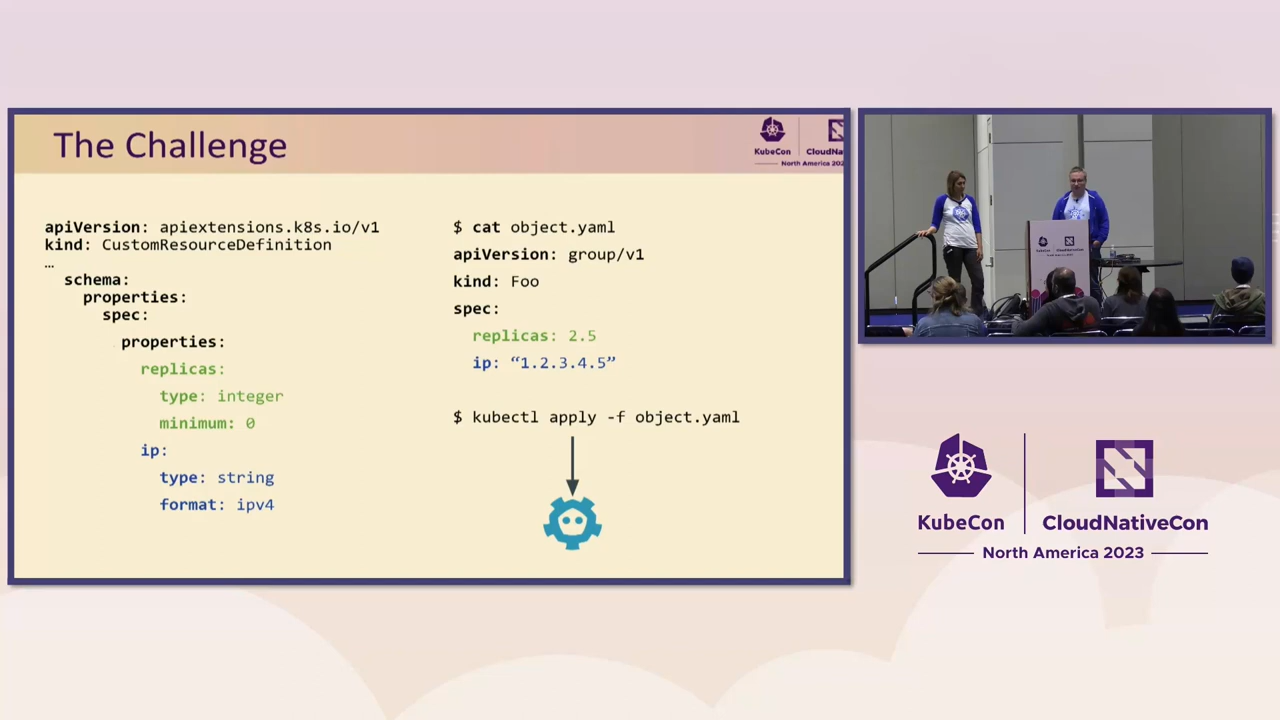 The Challenge
KubeCon
CloudNat
North America 202
apiVersion: apiextensions.k8s.io/v1
kind: CustomResourceDefinition
…
schema:
properties:
spec:
properties:
replicas:
type: integer
minimum: 0
ip:
type: string
format: ipv4
$ cat object.yaml
apiVersion: group/v1
kind: Foo
spec:
replicas: 2.5
ip: “1.2.3.4.5”
$ kubectl apply -f object.yaml
KubeCon
CloudNativeCon
North America 2023